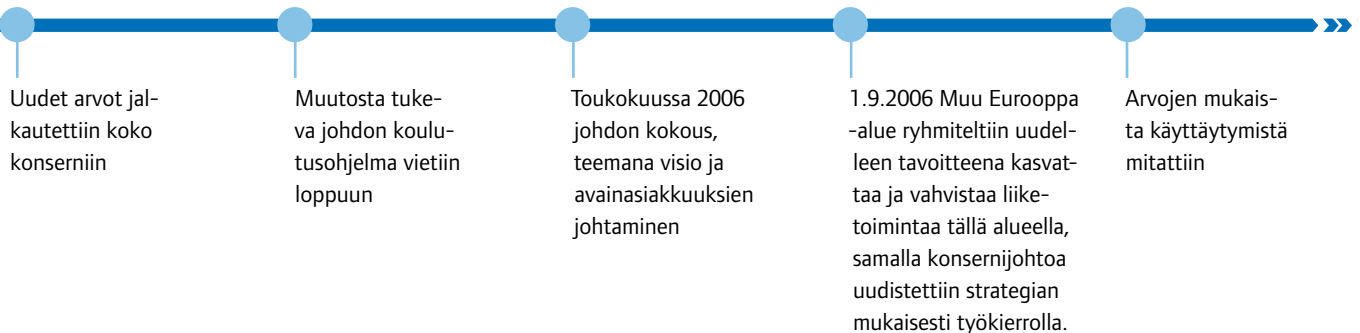 Uudet arvot jal-
kautettiin koko
konserniin
Muutosta tuke-
va johdon koulu-
tusohjelma vietiin
loppuun
Toukokuussa 2006
johdon kokous,
teemana visio ja
avainasiakkuuksien
johtaminen
1.9.2006 Muu Eurooppa
-alue ryhmiteltiin uudel-
leen tavoitteena kasvat-
taa ja vahvistaa liike-
toimintaa tällä alueella,
samalla konsernijohtoa
uudistettiin strategian
mukaisesti työkierrolla.
Arvojen mukais-
ta käyttäytymistä
mitattiin